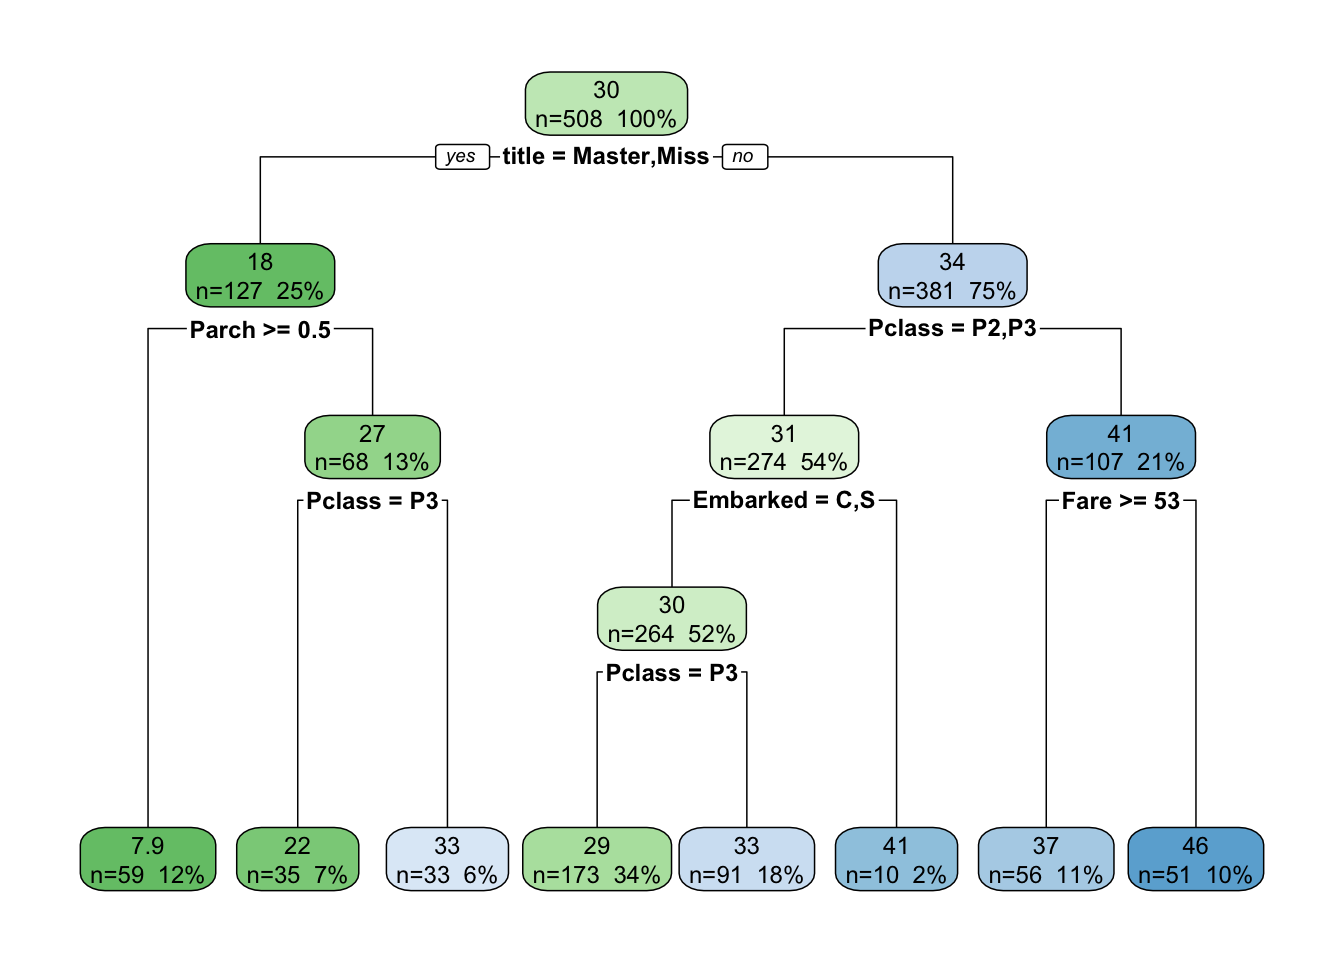 30
n=508 100%
yes title = Master,Miss no
18
n=127 25%
34
n=381 75%
Parch >= 0.5
Pclass = P2,P3
27
n=68 13%
31
n=274 54%
41
n=107 21%
Pclass = P3
Embarked = C,S
Fare >= 53
30
n=264 52%
Pclass = P3
7.9
n=59 12%
22
n=35 7%
33
n=33 6%
29
n=173 34%
33
n=91 18%
41
n=10 2%
37
n=56 11%
46
n=51 10%